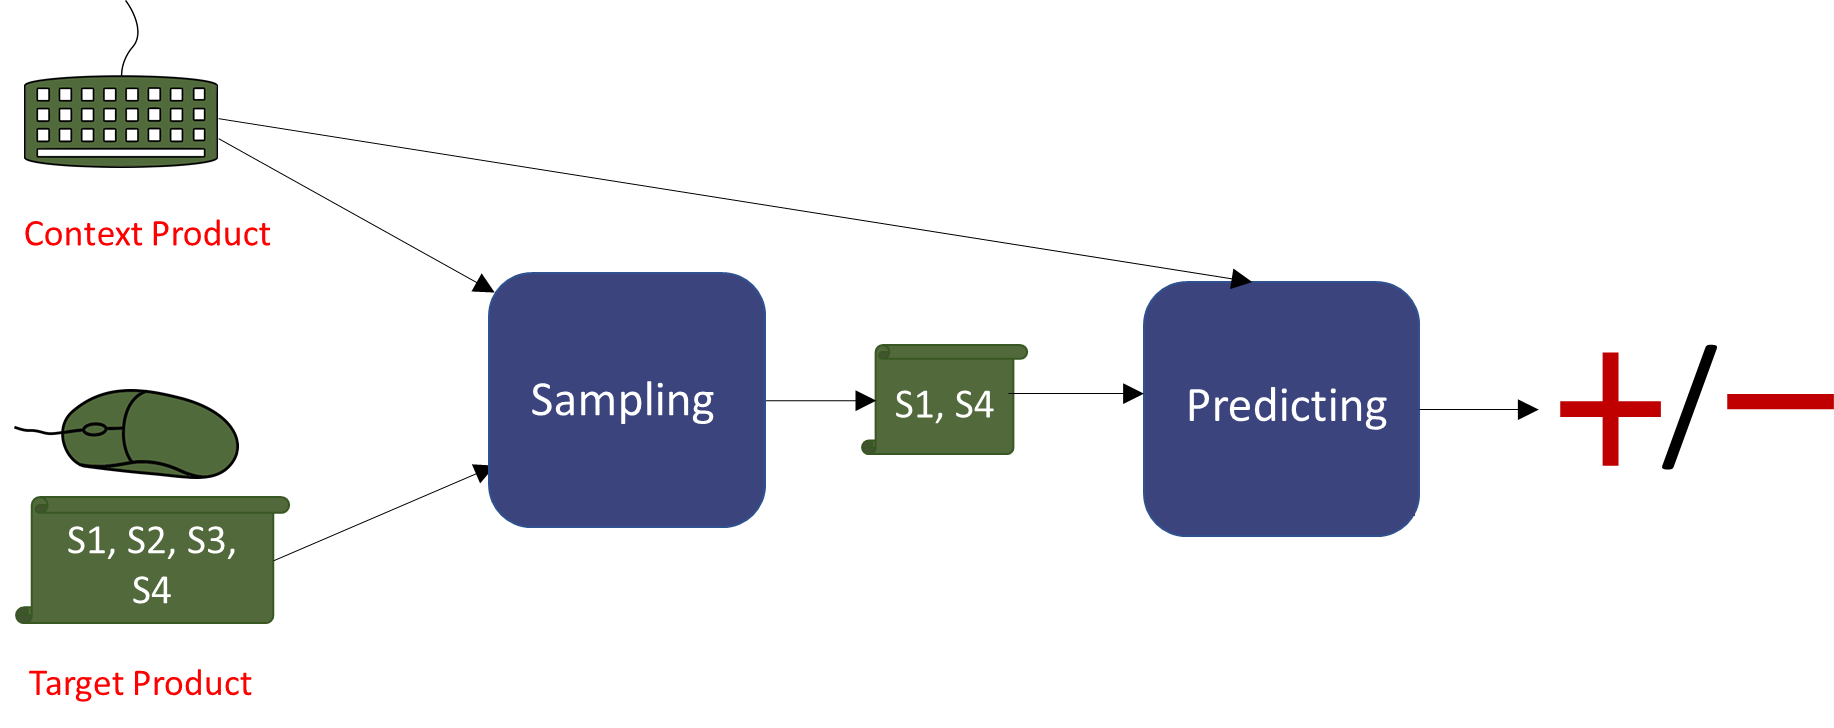 Context Product
Sampling
S1, S4
Predicting
+/−
S1, S2, S3,
S4
Target Product